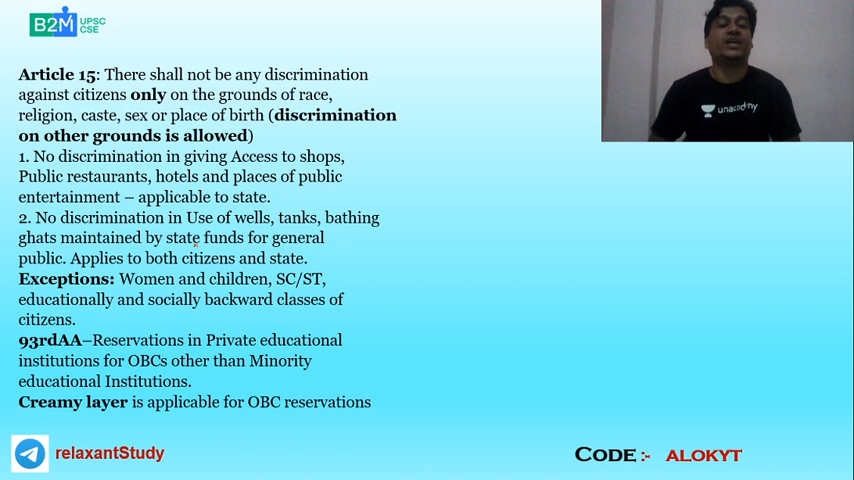 B2M UPSC
CSE
unacademy
Article 15: There shall not be any discrimination
against citizens only on the grounds of race,
religion, caste, sex or place of birth (discrimination
on other grounds is allowed)
1. No discrimination in giving Access to shops,
Public restaurants, hotels and places of public
entertainment – applicable to state.
2. No discrimination in Use of wells, tanks, bathing
ghats maintained by state funds for general
public. Applies to both citizens and state.
Exceptions: Women and children, SC/ST,
educationally and socially backward classes of
citizens.
93rdAA–Reservations in Private educational
institutions for OBCs other than Minority
educational Institutions.
Creamy layer is applicable for OBC reservations
relaxantStudy
CODE :- ALOKYT